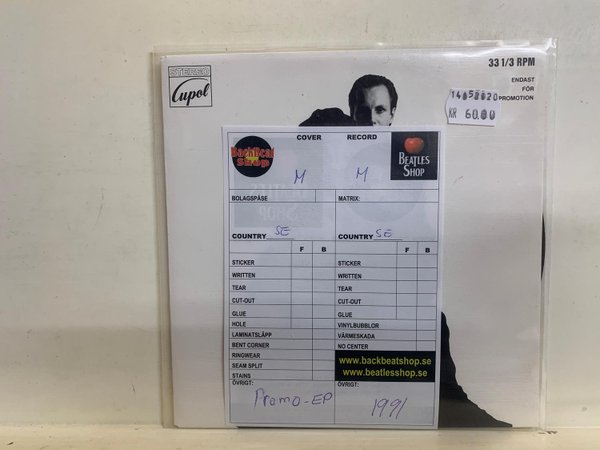 STEREO
Cupol
33 1/3 RPM
ENDAST
FÖR
PROMOTION
14050020
KR 60.00
BackBeat
Shop
COVER
RECORD
M
M
BEATLES
SHOP
BOLAGSPÅSE
MATRIX:
COUNTRY SE
COUNTRY SE
F B F B
STICKER STICKER
WRITTEN WRITTEN
TEAR TEAR
CUT-OUT CUT-OUT
GLUE GLUE
HOLE VINYLBUBBLOR
LAMINATSLÄPP VÄRMESKADA
BENT CORNER NO CENTER
RINGWEAR
SEAM SPLIT
STAINS
www.backbeatshop.se
www.beatlesshop.se
ÖVRIGT: ÖVRIGT:
Promo-EP 1991